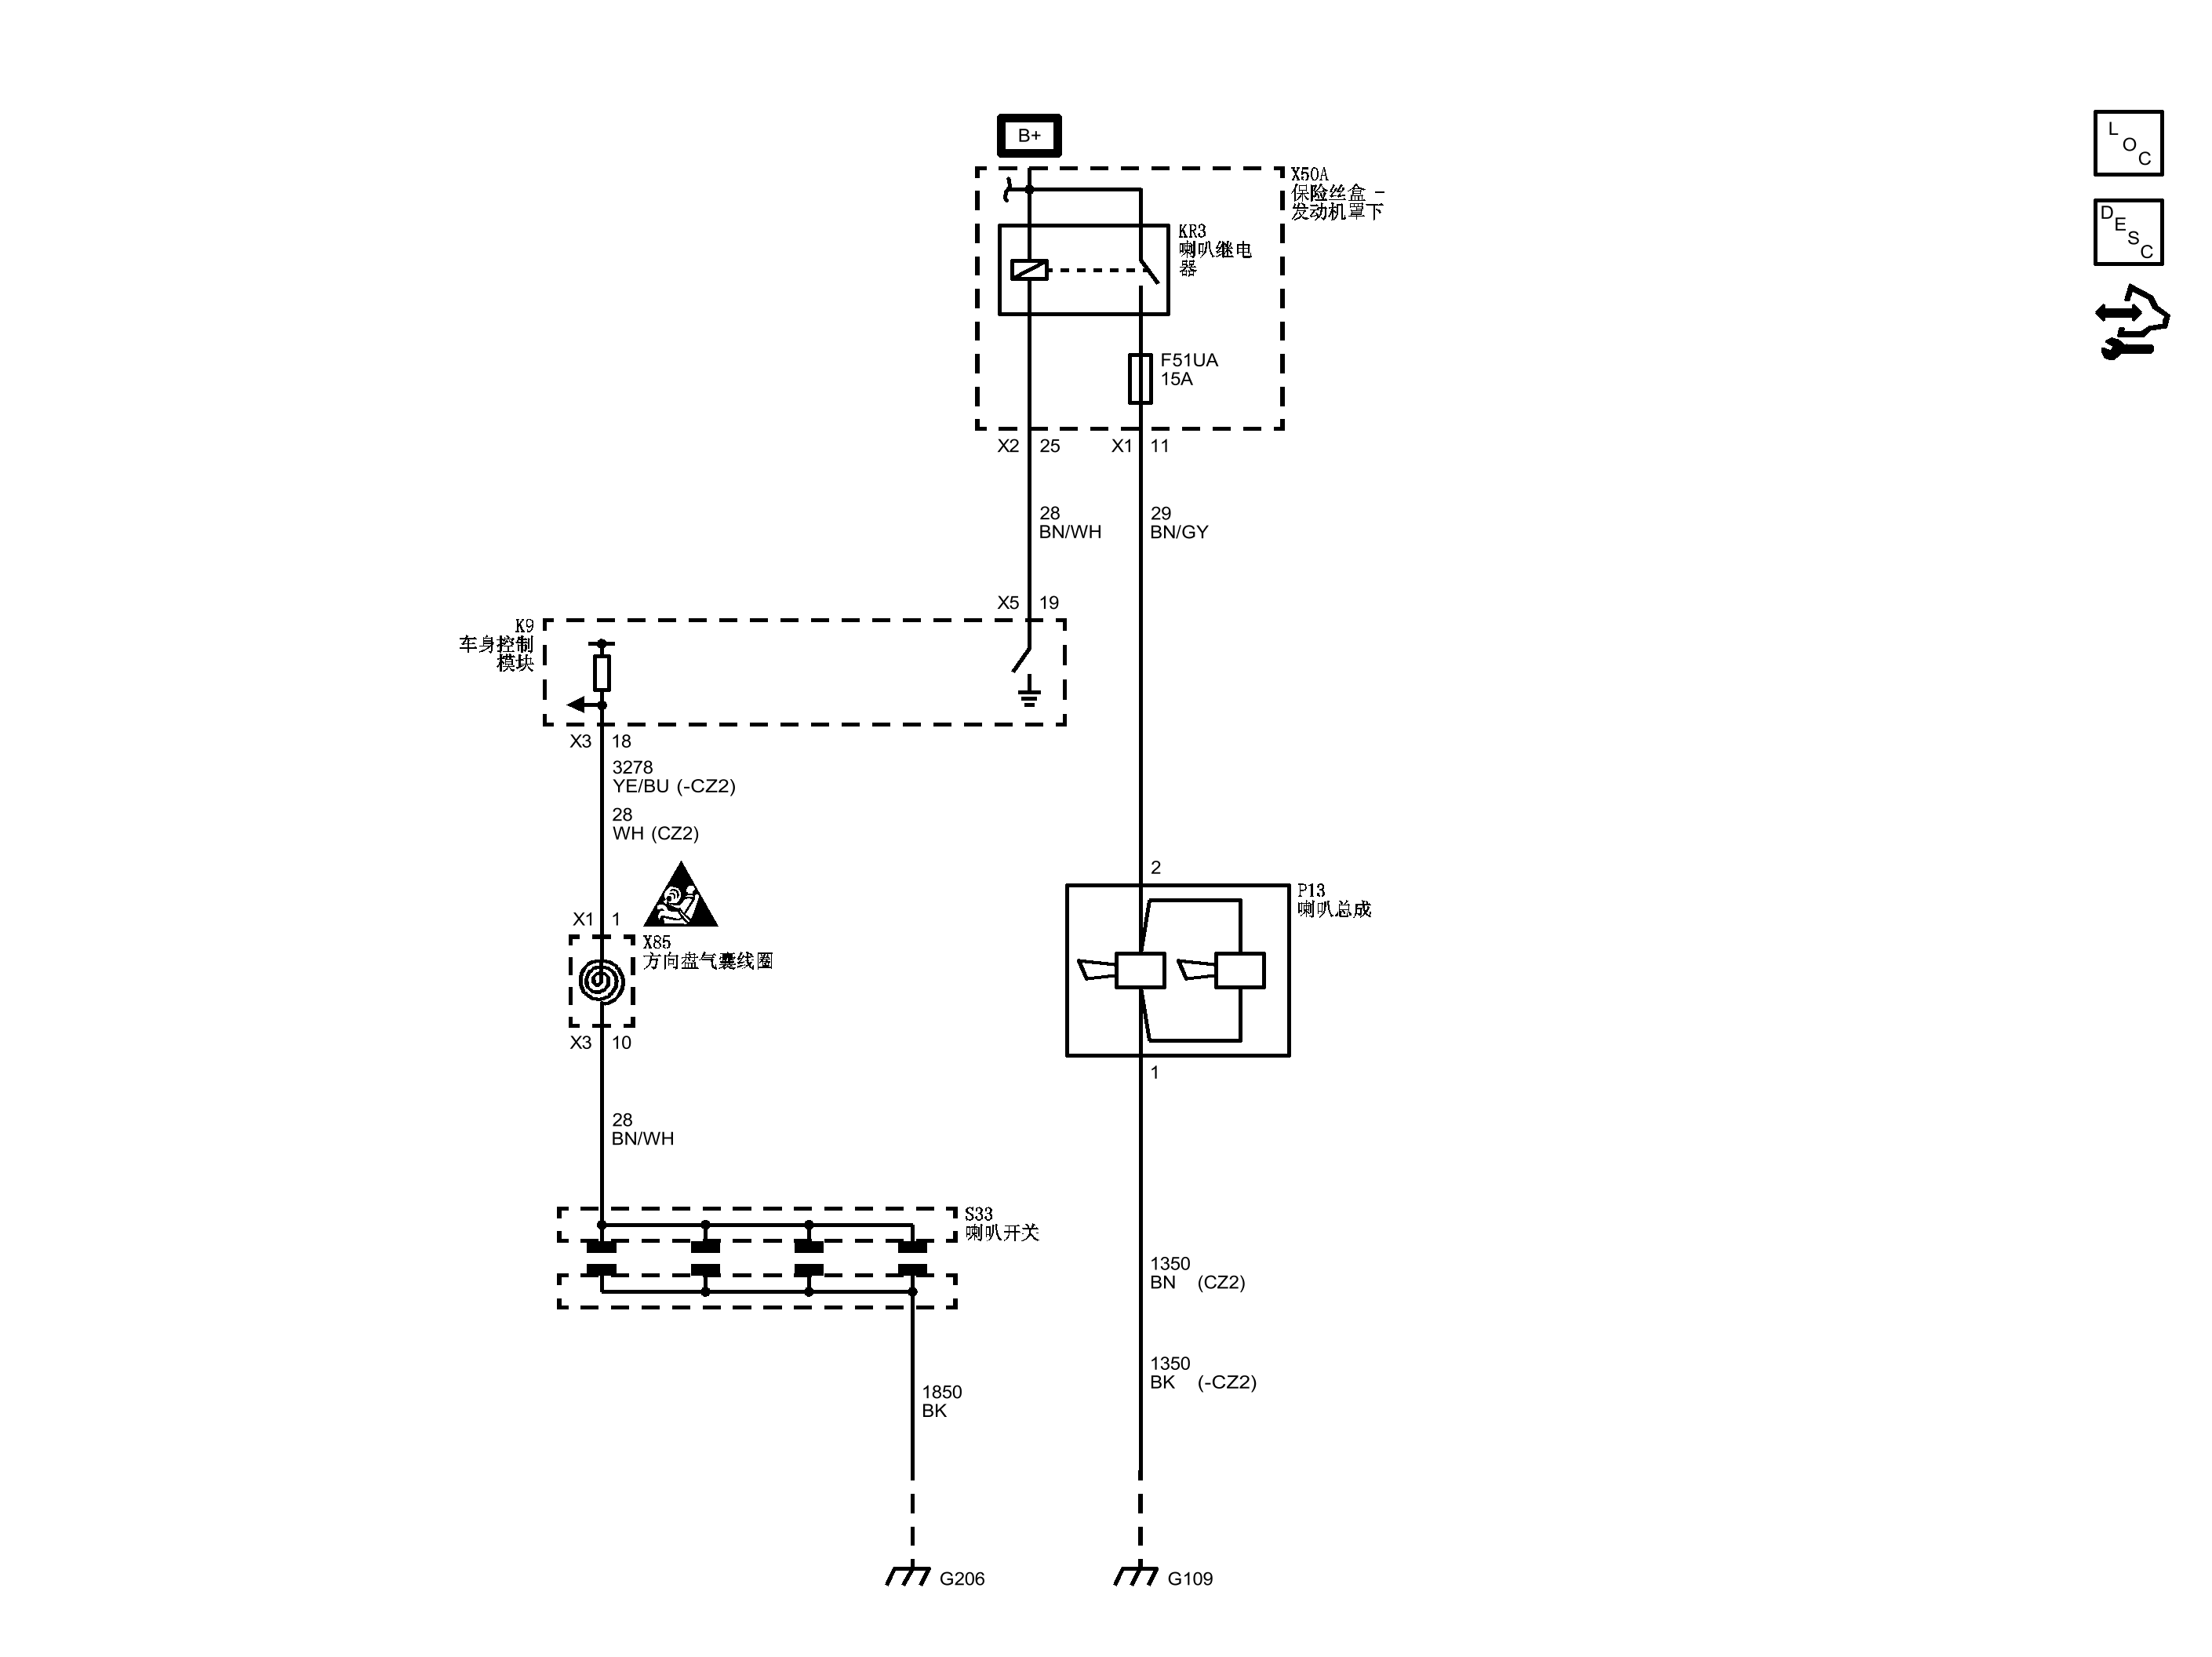 B+
X50A
保险丝盒 -
发动机罩下
KR3
喇叭继电
器
F51UA
15A
X2 25
X1 11
28
BN/WH
29
BN/GY
X5 19
K9
车身控制
模块
X3 18
3278
YE/BU (-CZ2)
28
WH (CZ2)
X1 1
X85
方向盘气囊线圈
X3 10
28
BN/WH
S33
喇叭开关
1850
BK
G206
2
P13
喇叭总成
1
1350
BN (CZ2)
1350
BK (-CZ2)
G109
LOC
DESC